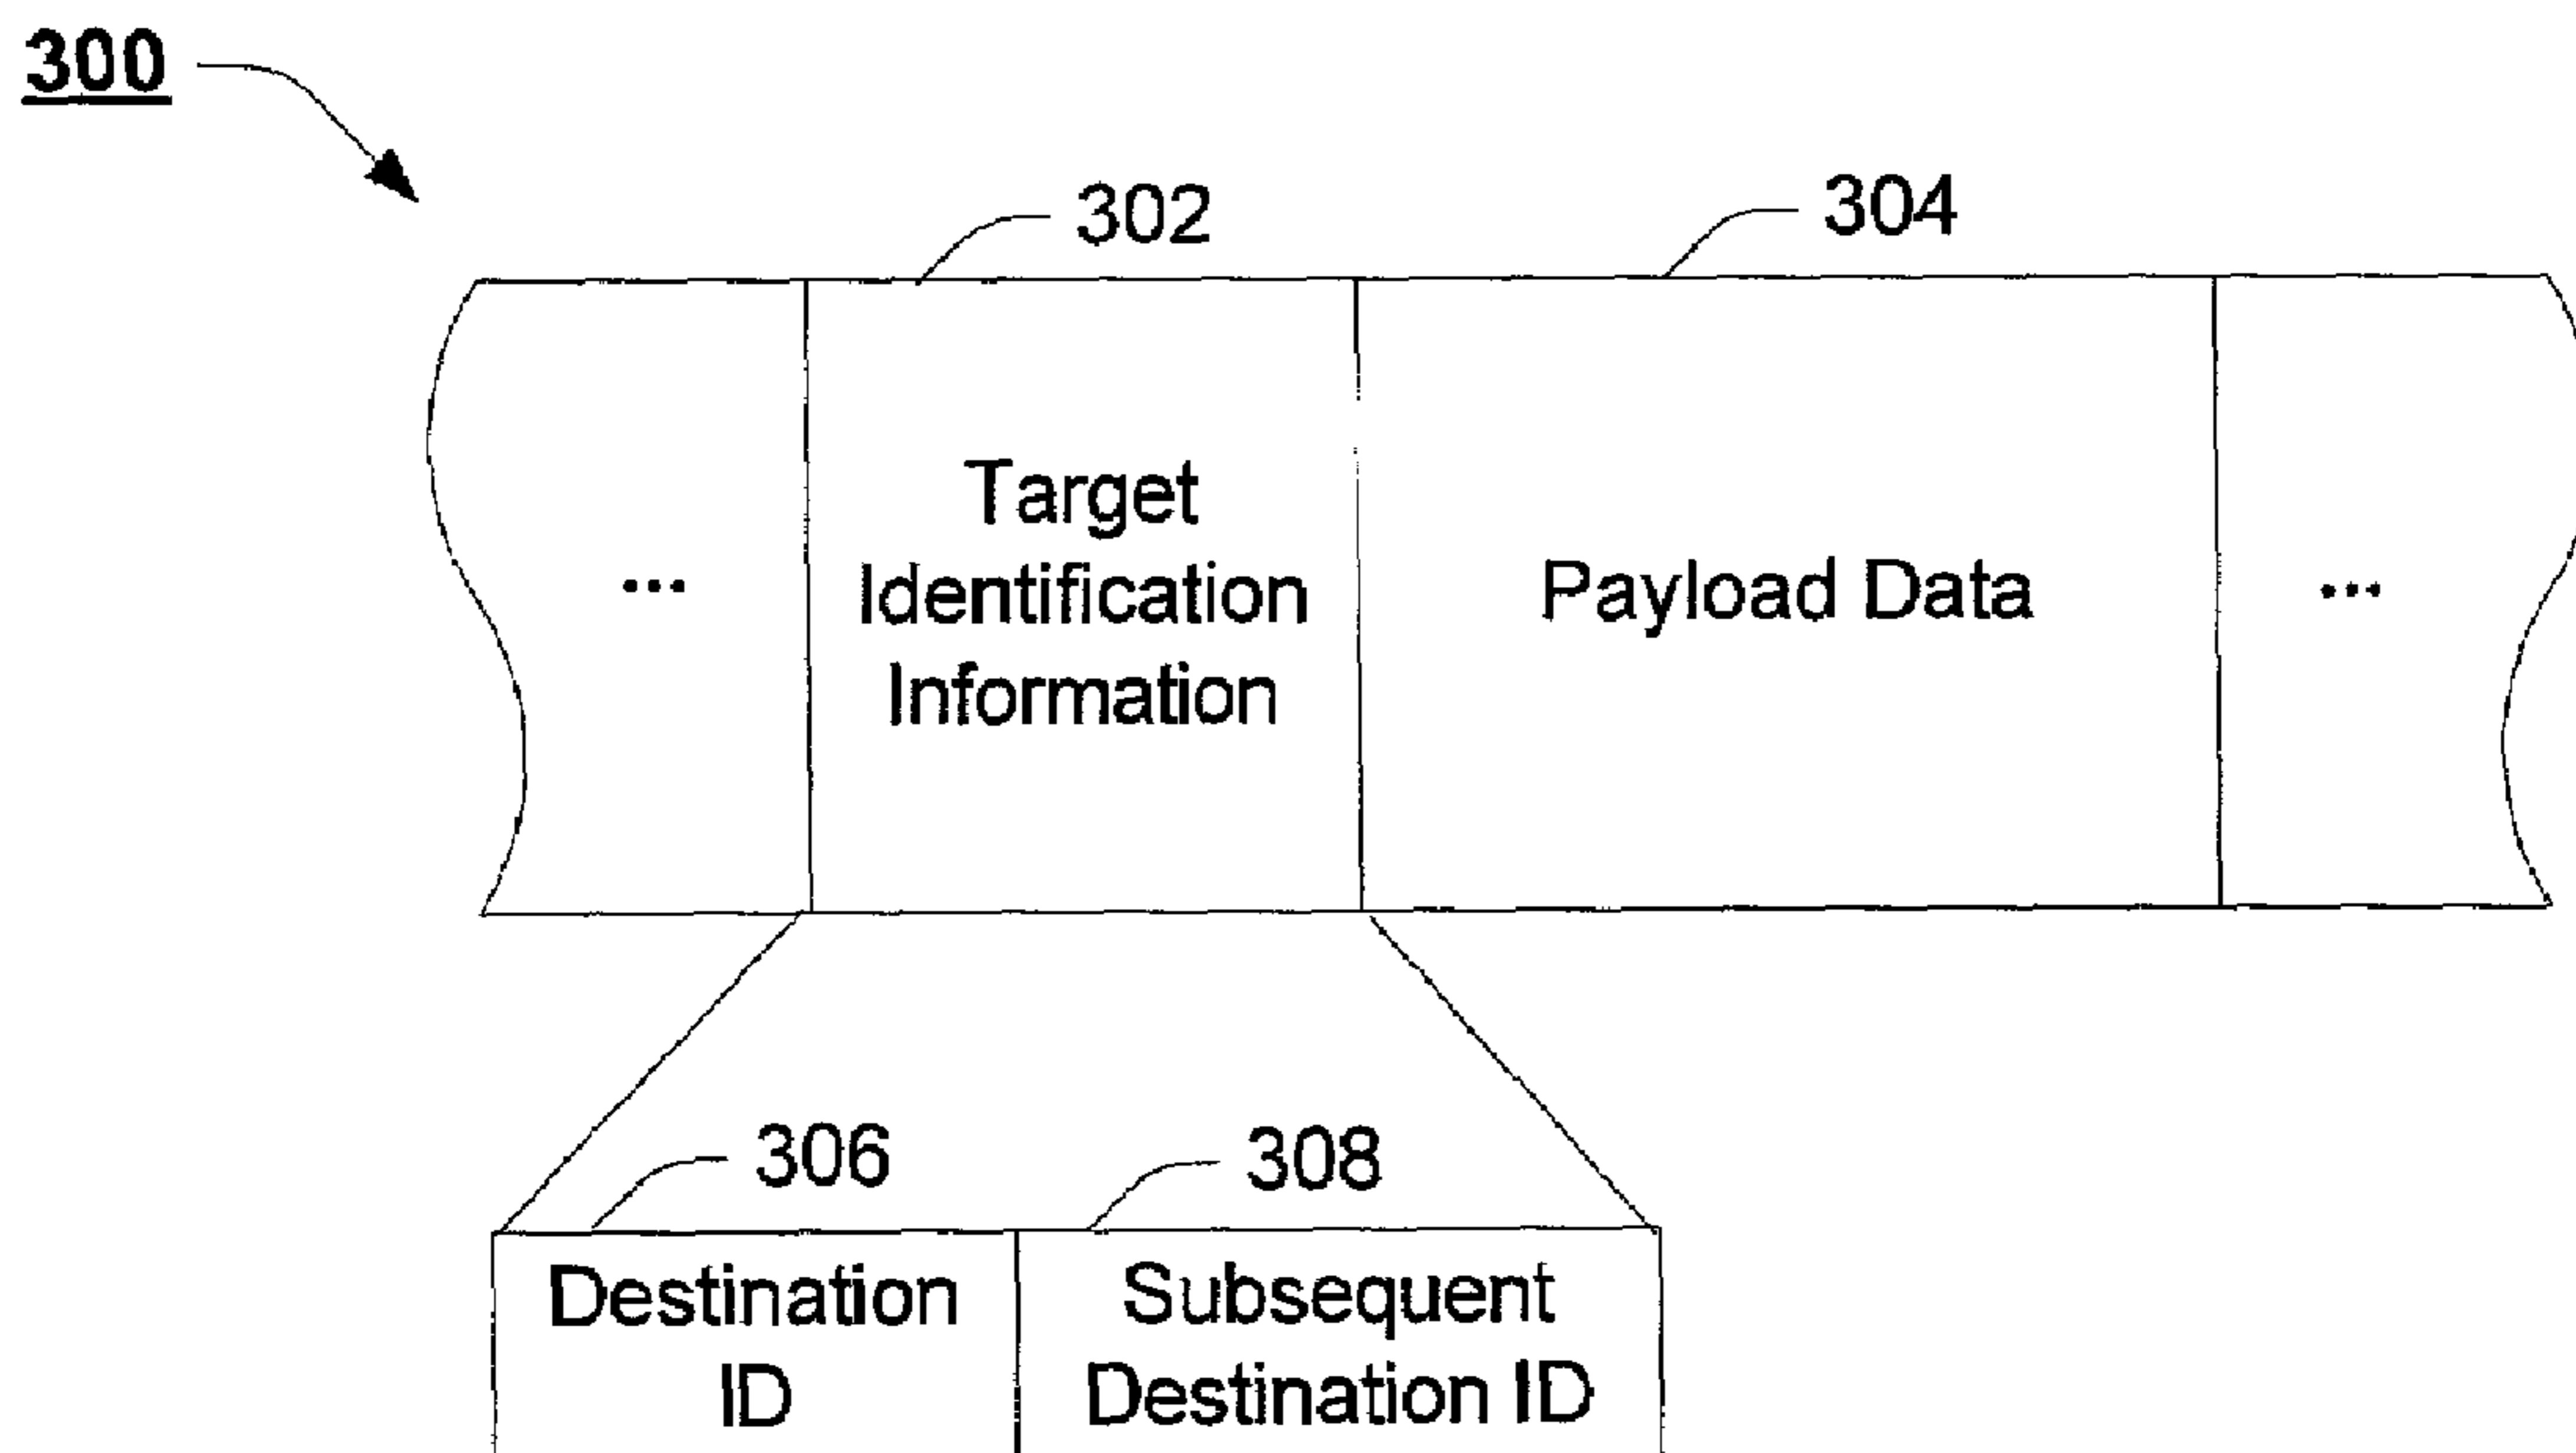 300
302
304
...
Target
Identification
Information
Payload Data
...
306
308
Destination
ID
Subsequent
Destination ID